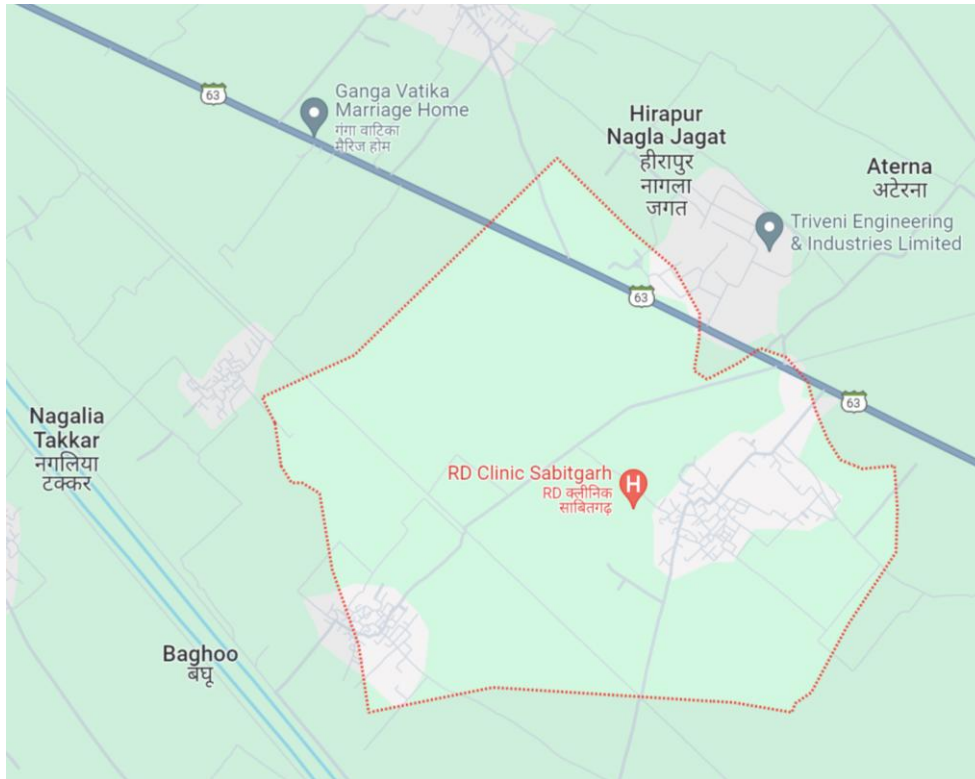 63
Ganga Vatika
Marriage Home
गंगा वाटिका
मैरिज होम
Hirapur
Nagla Jagat
हीरापुर
नागला
जगत
Aterna
अटेरना
Triveni Engineering
& Industries Limited
63
63
Nagalia
Takkar
नगलिया
टक्कर
RD Clinic Sabitgarh
RD क्लीनिक
साबितगढ़
H
Baghoo
बघू